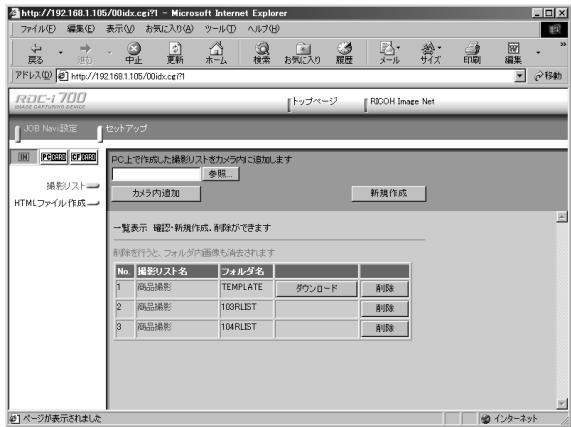 http://192.168.1.105/00idx.cgi?1 - Microsoft Internet Explorer
ファイル(F) 編集(E) 表示(V) お気に入り(A) ツール(T) ヘルプ(H)
戻る 進む 中止 更新 ホーム 検索 お気に入り 履歴 メール サイズ 印刷 編集 »
アドレス(D) http://192.168.1.105/00idx.cgi?1 移動
RDC-i 700
IMAGE CAPTURING DEVICE
トップページ RICOH Image Net
JOB Navi設定 セットアップ
IN PC CF
PC上で作成した撮影リストをカメラ内に追加します
参照...
撮影リスト
カメラ内追加 新規作成
HTMLファイル作成
一覧表示 確認・新規作成、削除ができます
削除を行うと、フォルダ内画像も消去されます
No. 撮影リスト名 フォルダ名
1 商品撮影 TEMPLATE ダウンロード 削除
2 商品撮影 103RLIST 削除
3 商品撮影 104RLIST 削除
ページが表示されました インターネット